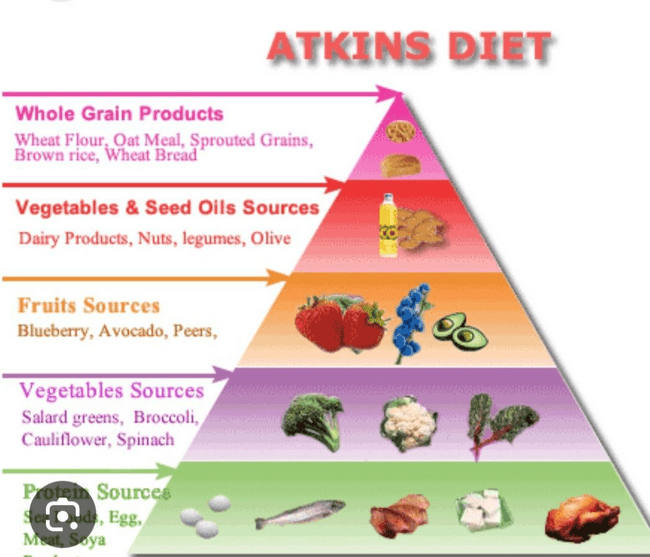 ATKINS DIET
Whole Grain Products
Wheat Flour, Oat Meal, Sprouted Grains,
Brown rice, Wheat Bread
Vegetables & Seed Oils Sources
Dairy Products, Nuts, legumes, Olive
Fruits Sources
Blueberry, Avocado, Peers,
Vegetables Sources
Salard greens, Broccoli,
Cauliflower, Spinach
Protein Sources
Egg,
Meat, Soya